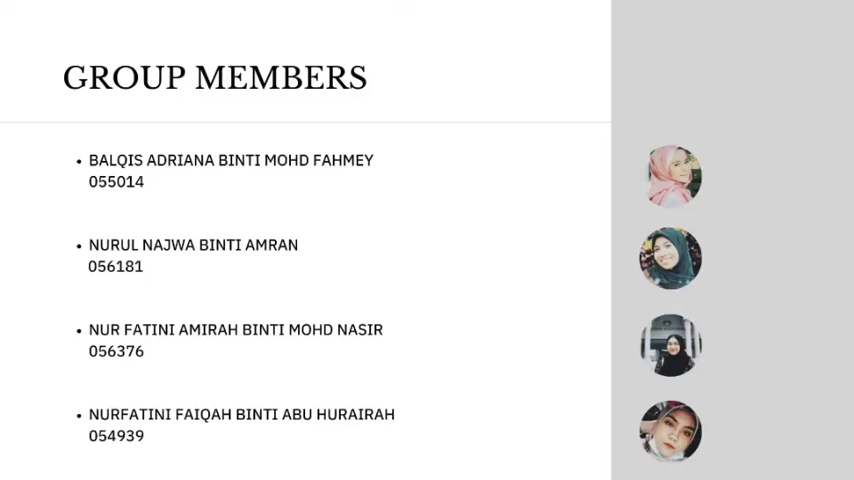 GROUP MEMBERS
• BALQIS ADRIANA BINTI MOHD FAHMEY
055014
• NURUL NAJWA BINTI AMRAN
056181
• NUR FATINI AMIRAH BINTI MOHD NASIR
056376
• NURFATINI FAIQAH BINTI ABU HURAIRAH
054939